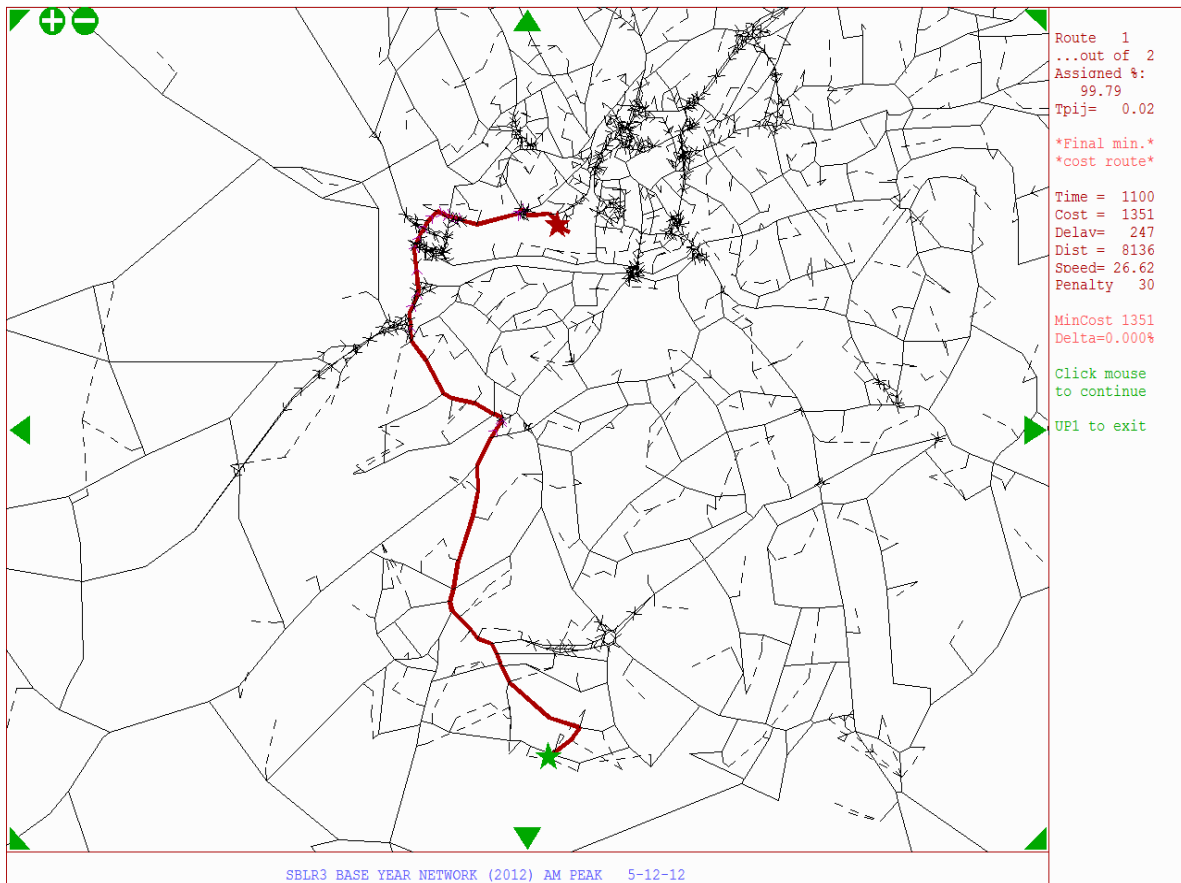 Route 1
...out of 2
Assigned %:
99.79
Tpij= 0.02
*Final min.*
*cost route*
Time = 1100
Cost = 1351
Delay= 247
Dist = 8136
Speed= 26.62
Penalty 30
MinCost 1351
Delta=0.000%
Click mouse
to continue
UP1 to exit
SBLR3 BASE YEAR NETWORK (2012) AM PEAK 5-12-12